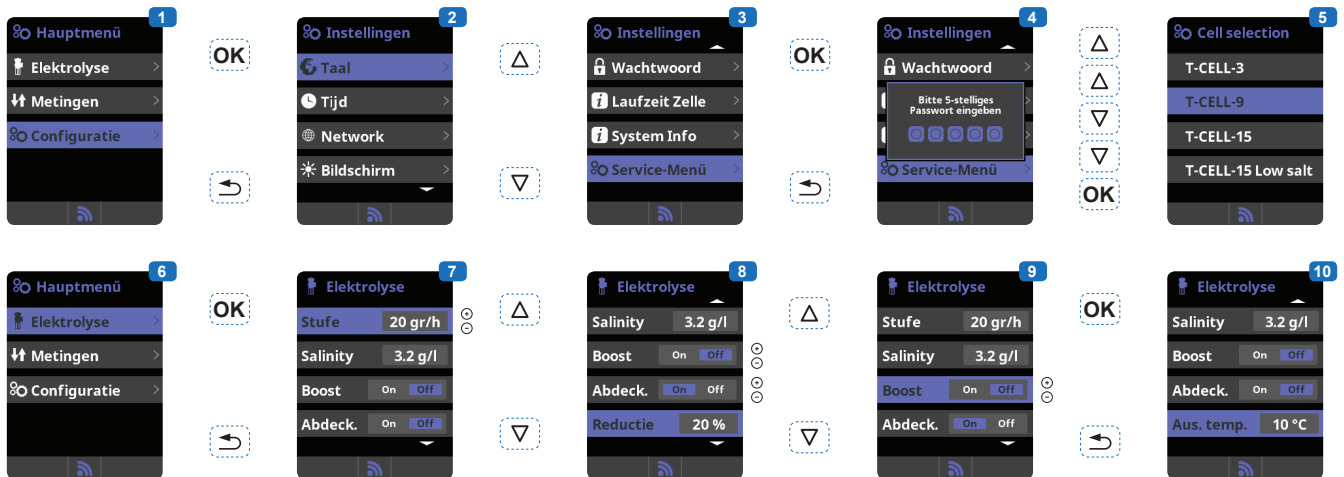 1
Hauptmenü
Elektrolyse
Metingen
Configuratie
OK
2
Instellingen
Taal
Tijd
Network
Bildschirm
3
Instellingen
Wachtwoord
Laufzeit Zelle
System Info
Service-Menü
OK
4
Instellingen
Wachtwoord
Bitte 5-stelliges
Passwort eingeben
Service-Menü
OK
5
Cell selection
T-CELL-3
T-CELL-9
T-CELL-15
T-CELL-15 Low salt
6
Hauptmenü
Elektrolyse
Metingen
Configuratie
OK
7
Elektrolyse
Stufe 20 gr/h
Salinity 3.2 g/l
Boost On Off
Abdeck. On Off
8
Elektrolyse
Salinity 3.2 g/l
Boost On Off
Abdeck. On Off
Reductie 20 %
9
Elektrolyse
Stufe 20 gr/h
Salinity 3.2 g/l
Boost On Off
Abdeck. On Off
OK
10
Elektrolyse
Salinity 3.2 g/l
Boost On Off
Abdeck. On Off
Aus. temp. 10 °C